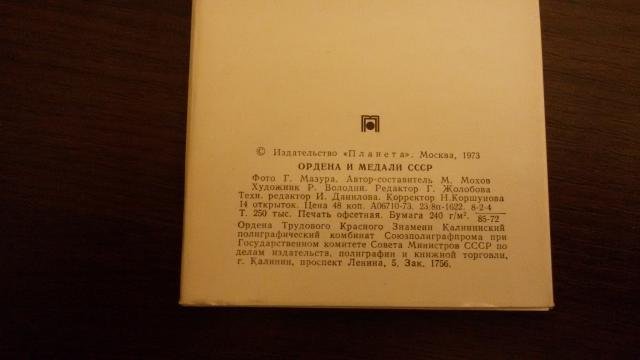 © Издательство «Планета». Москва, 1973
ОРДЕНА И МЕДАЛИ СССР
Фото Г. Мазура. Автор-составитель М. Мохов
Художник Р. Володин. Редактор Г. Жолобова
Техн. редактор И. Данилова. Корректор Н.Коршунова
14 открыток. Цена 48 коп. А06710-73. 23/8п-1622. 8-2-4
Т. 250 тыс. Печать офсетная. Бумага 240 г/м². 85-72
Ордена Трудового Красного Знамени Калининский
полиграфический комбинат Союзполиграфпрома при
Государственном комитете Совета Министров СССР по
делам издательств, полиграфии и книжной торговли,
г. Калинин, проспект Ленина, 5. Зак. 1756.